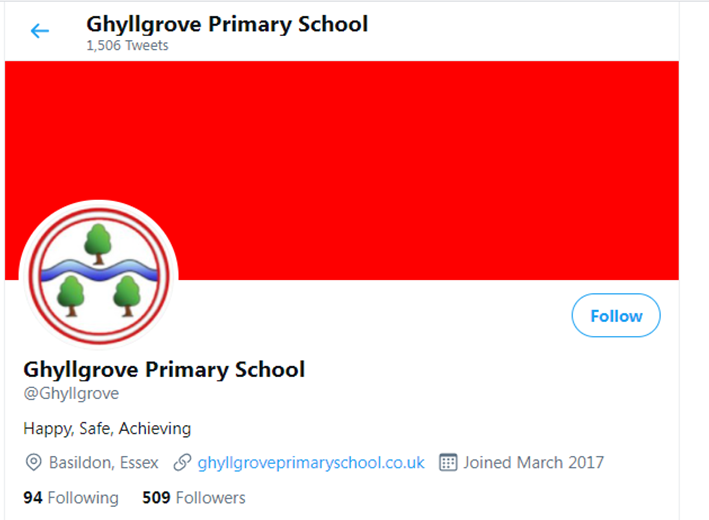 Ghyllgrove Primary School
1,506 Tweets
Follow
Ghyllgrove Primary School
@Ghyllgrove
Happy, Safe, Achieving
Basildon, Essex ghyllgroveprimaryschool.co.uk Joined March 2017
94 Following 509 Followers